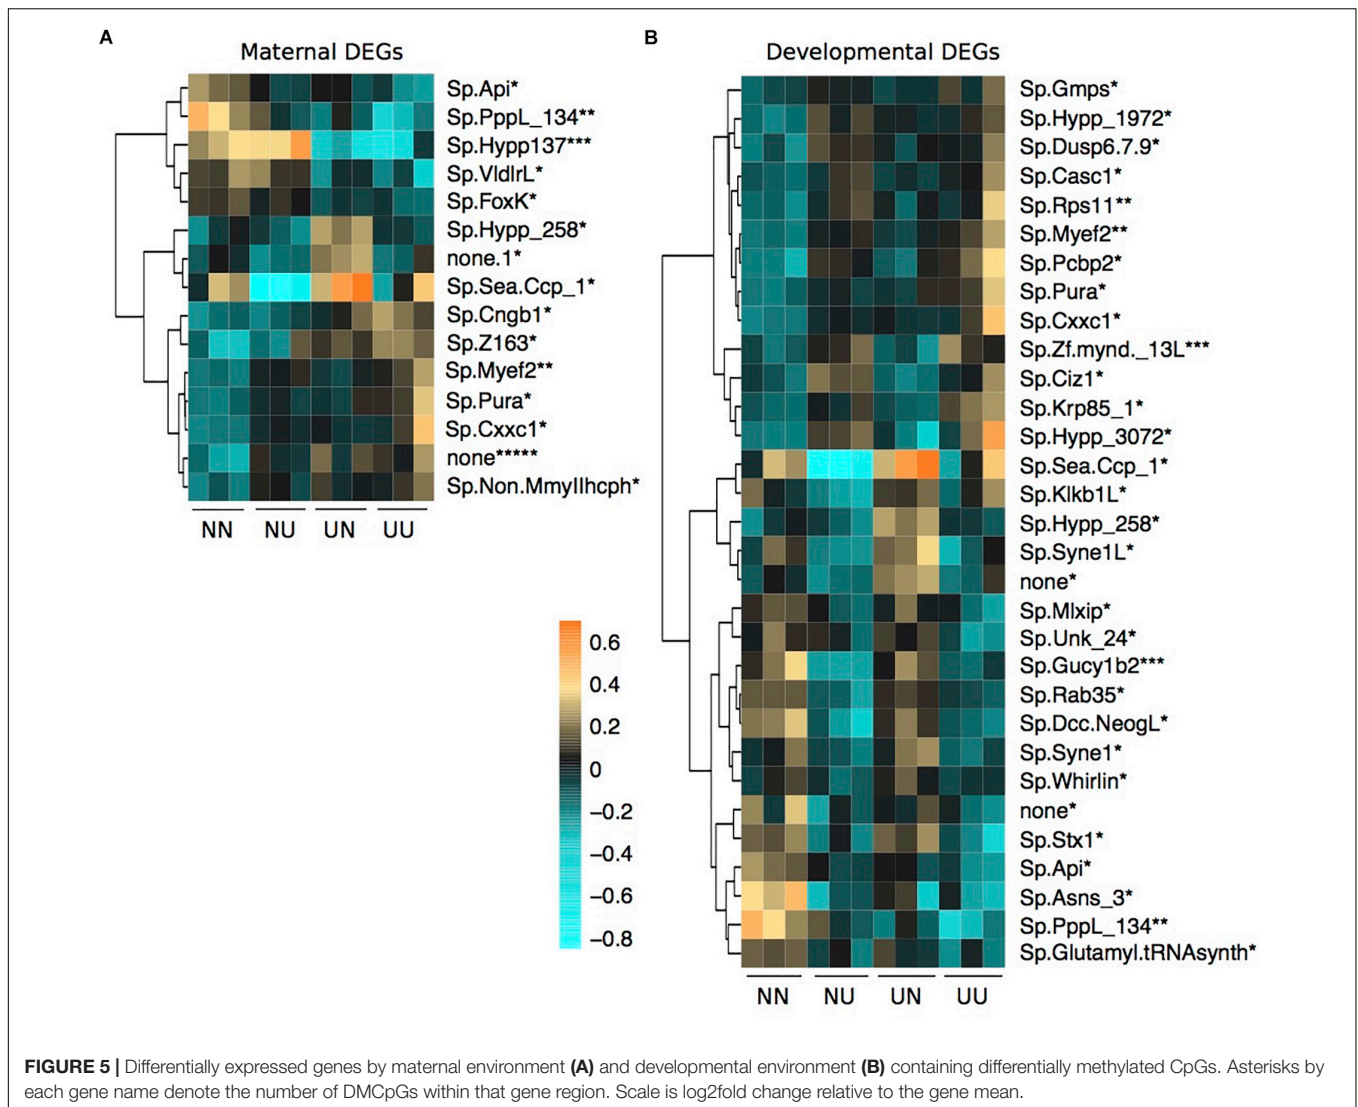 A
Maternal DEGs
Sp.Api*
Sp.PppL_134**
Sp.Hypp137***
Sp.VldlrL*
Sp.FoxK*
Sp.Hypp_258*
none.1*
Sp.Sea.Ccp_1*
Sp.Cngb1*
Sp.Z163*
Sp.Myef2**
Sp.Pura*
Sp.Cxxc1*
none*****
Sp.Non.MmyIIhcph*
NN NU UN UU
0.6
0.4
0.2
0
−0.2
−0.4
−0.6
−0.8
B
Developmental DEGs
Sp.Gmps*
Sp.Hypp_1972*
Sp.Dusp6.7.9*
Sp.Casc1*
Sp.Rps11**
Sp.Myef2**
Sp.Pcbp2*
Sp.Pura*
Sp.Cxxc1*
Sp.Zf.mynd._13L***
Sp.Ciz1*
Sp.Krp85_1*
Sp.Hypp_3072*
Sp.Sea.Ccp_1*
Sp.Klkb1L*
Sp.Hypp_258*
Sp.Syne1L*
none*
Sp.Mlxip*
Sp.Unk_24*
Sp.Gucy1b2***
Sp.Rab35*
Sp.Dcc.NeogL*
Sp.Syne1*
Sp.Whirlin*
none*
Sp.Stx1*
Sp.Api*
Sp.Asns_3*
Sp.PppL_134**
Sp.Glutamyl.tRNAsynth*
NN NU UN UU
FIGURE 5 | Differentially expressed genes by maternal environment (A) and developmental environment (B) containing differentially methylated CpGs. Asterisks by
each gene name denote the number of DMCpGs within that gene region. Scale is log2fold change relative to the gene mean.